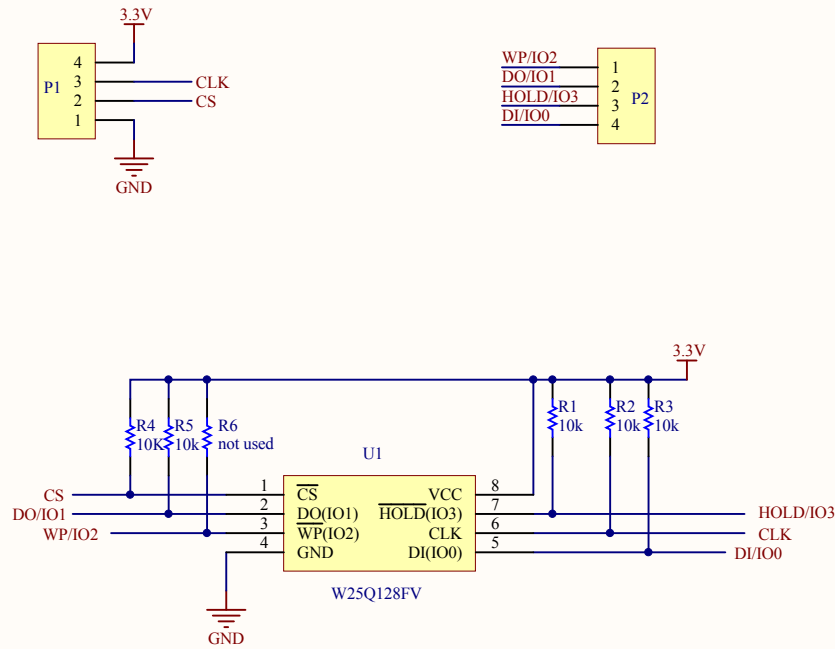 3.3V
P1
4
3
2
1
CLK
CS
GND
WP/IO2
DO/IO1
HOLD/IO3
DI/IO0
1
2
3
4
P2
3.3V
R4
10K
R5
10k
R6
not used
R1
10k
R2
10k
R3
10k
U1
CS
DO/IO1
WP/IO2
1
2
3
4
CS
DO(IO1)
WP(IO2)
GND
VCC
HOLD(IO3)
CLK
DI(IO0)
8
7
6
5
HOLD/IO3
CLK
DI/IO0
W25Q128FV
GND